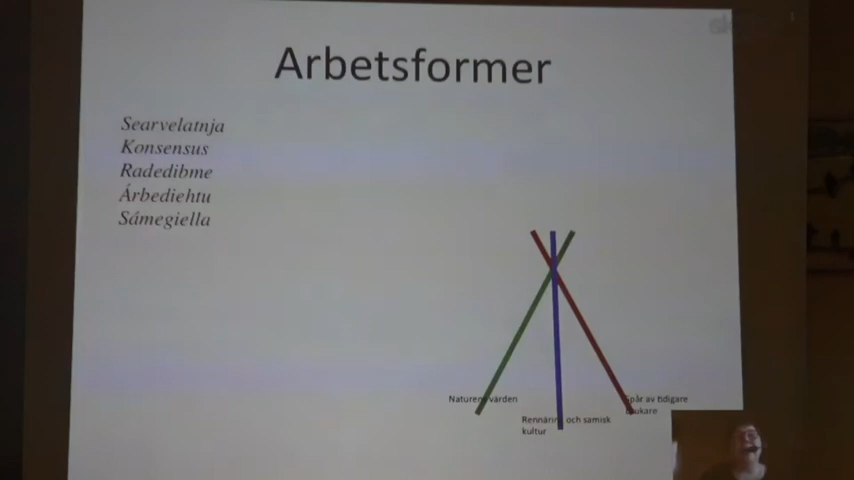 Arbetsformer
Searvelatnja
Konsensus
Radedibme
Árbediehtu
Sámegiella
Naturens värden
Rennäring och samisk
kultur
Spår av tidigare
brukare